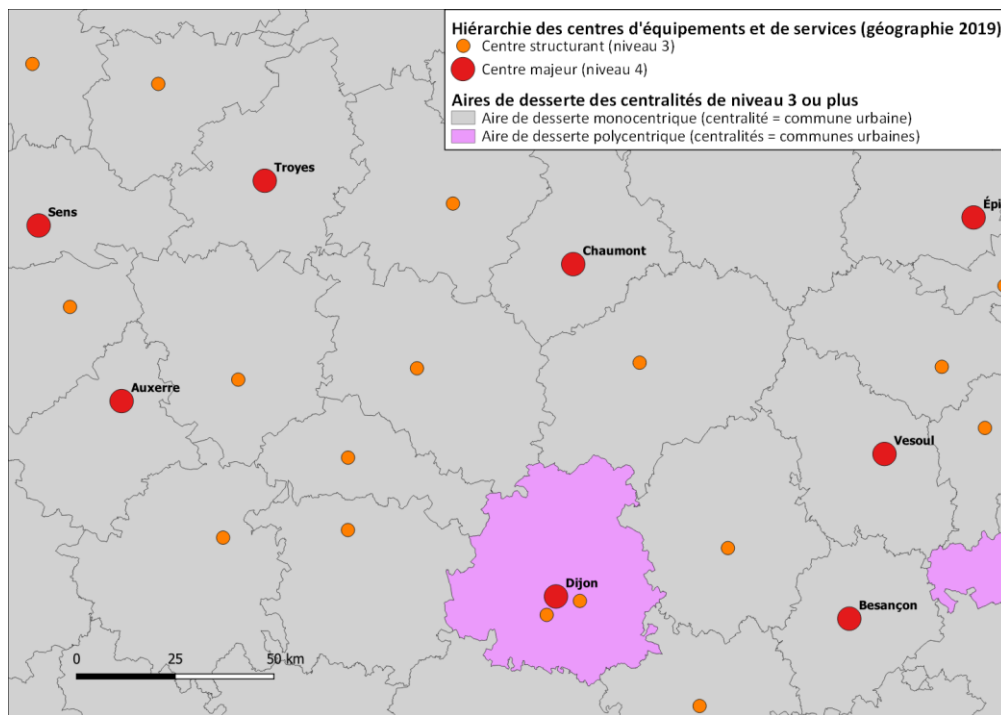 Hiérarchie des centres d'équipements et de services (géographie 2019)
Centre structurant (niveau 3)
Centre majeur (niveau 4)
Aires de desserte des centralités de niveau 3 ou plus
Aire de desserte monocentrique (centralité = commune urbaine)
Aire de desserte polycentrique (centralités = communes urbaines)
Troyes
Sens
Épi
Chaumont
Auxerre
Vesoul
Dijon
Besançon
0 25 50 km